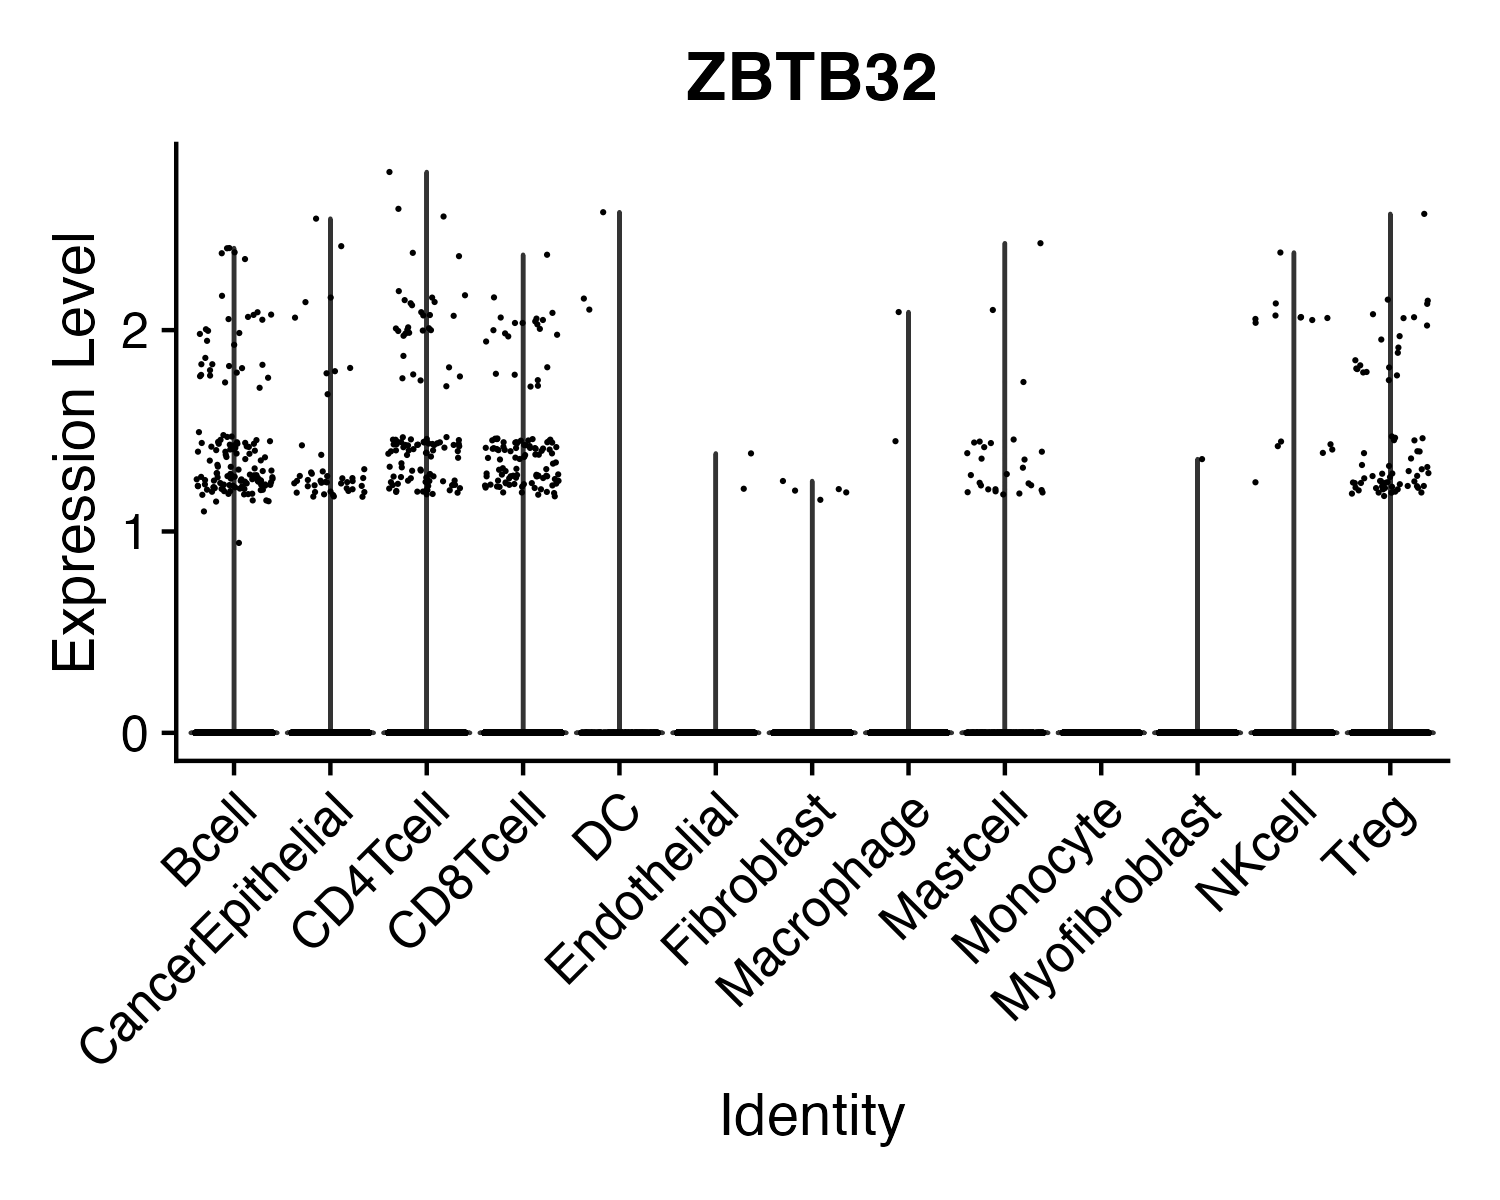 ZBTB32
Expression Level
2
1
0
Bcell
CancerEpithelial
CD4Tcell
CD8Tcell
DC
Endothelial
Fibroblast
Macrophage
Mastcell
Monocyte
Myofibroblast
NKcell
Treg
Identity